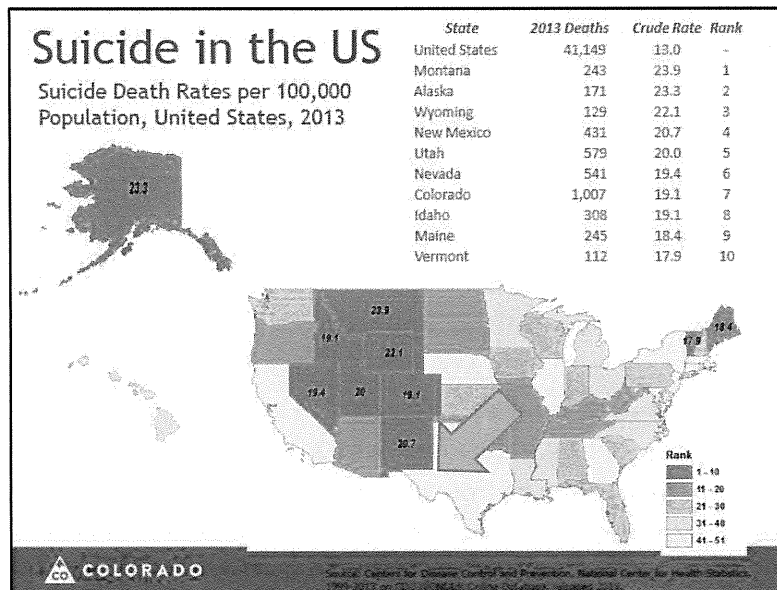 Suicide in the US
Suicide Death Rates per 100,000
Population, United States, 2013
State 2013 Deaths Crude Rate Rank
United States 41,149 13.0 -
Montana 243 23.9 1
Alaska 171 23.3 2
Wyoming 129 22.1 3
New Mexico 431 20.7 4
Utah 579 20.0 5
Nevada 541 19.4 6
Colorado 1,007 19.1 7
Idaho 308 19.1 8
Maine 245 18.4 9
Vermont 112 17.9 10
23.3
23.9
19.1
22.1
17.9
18.4
19.4
20
19.1
20.7
Rank
1 - 10
11 - 20
21 - 30
31 - 40
41 - 51
CO
COLORADO
Source: Centers for Disease Control and Prevention, National Center for Health Statistics.